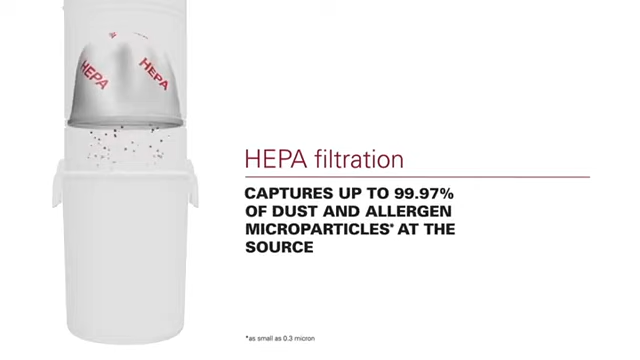 HEPA
HEPA
HEPA filtration
CAPTURES UP TO 99.97%
OF DUST AND ALLERGEN
MICROPARTICLES* AT THE
SOURCE
*as small as 0.3 micron